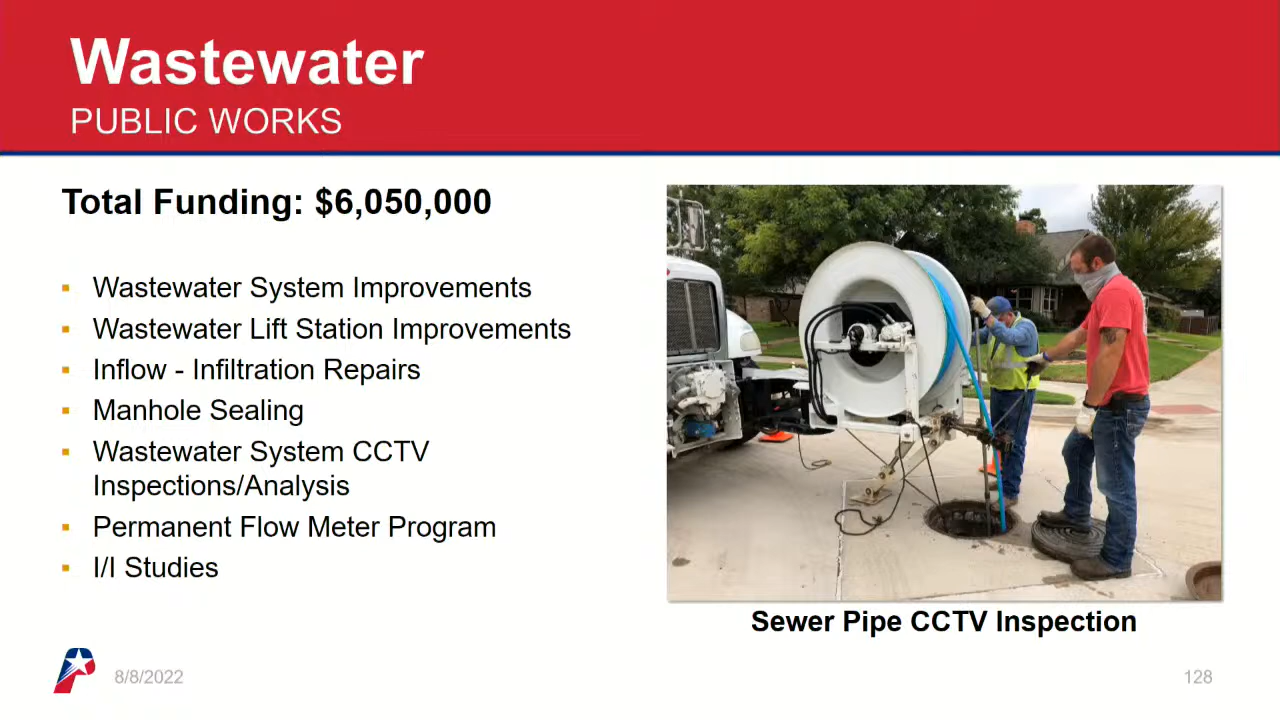 Wastewater
PUBLIC WORKS
Total Funding: $6,050,000
▪ Wastewater System Improvements
▪ Wastewater Lift Station Improvements
▪ Inflow - Infiltration Repairs
▪ Manhole Sealing
▪ Wastewater System CCTV
Inspections/Analysis
▪ Permanent Flow Meter Program
▪ I/I Studies
Sewer Pipe CCTV Inspection
8/8/2022
128